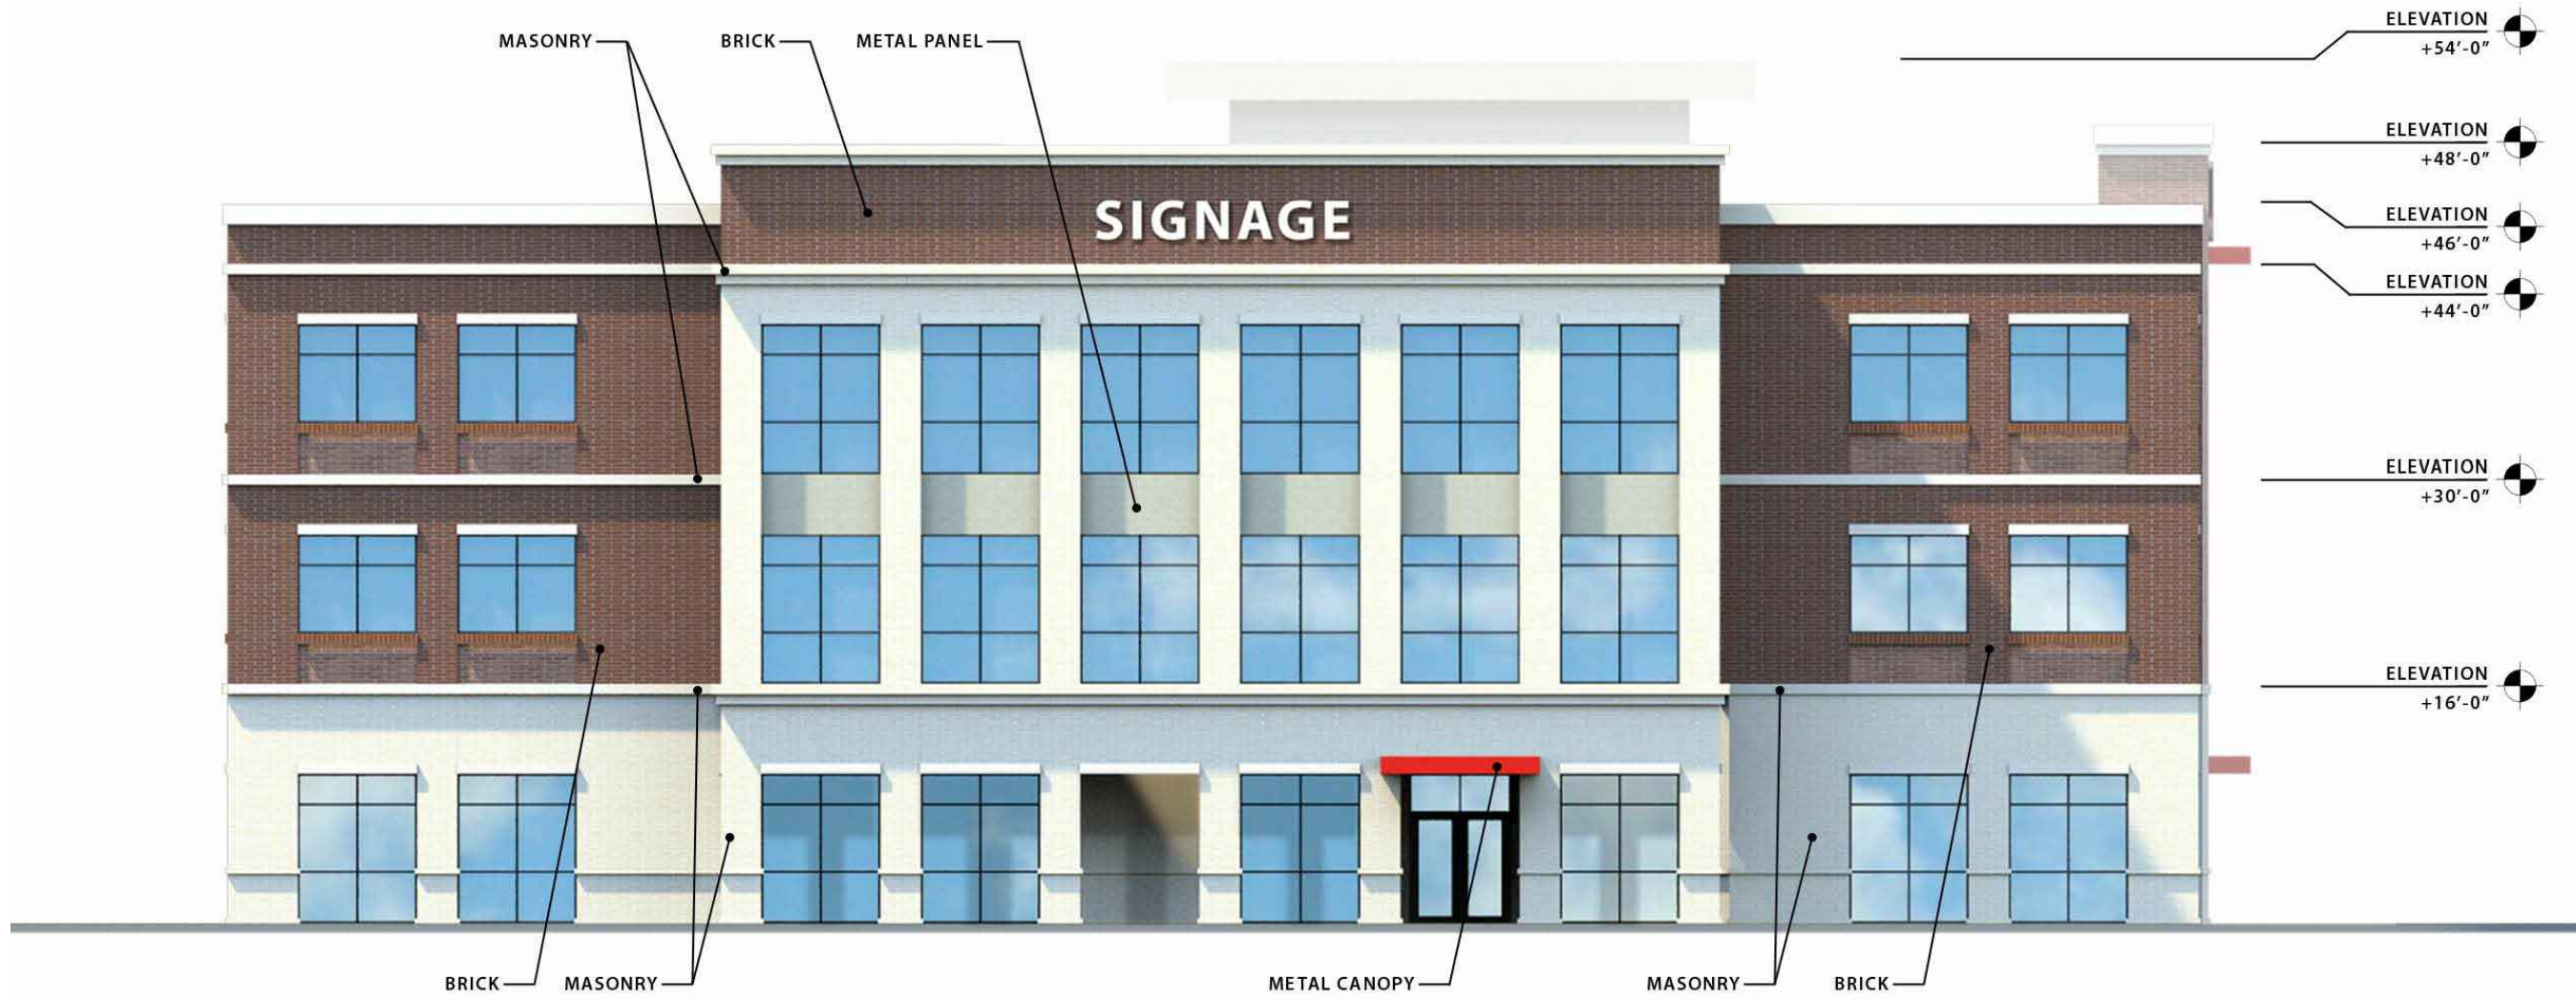 MASONRY
BRICK
METAL PANEL
ELEVATION
+54'-0"
ELEVATION
+48'-0"
ELEVATION
+46'-0"
ELEVATION
+44'-0"
SIGNAGE
ELEVATION
+30'-0"
ELEVATION
+16'-0"
BRICK
MASONRY
METAL CANOPY
MASONRY
BRICK